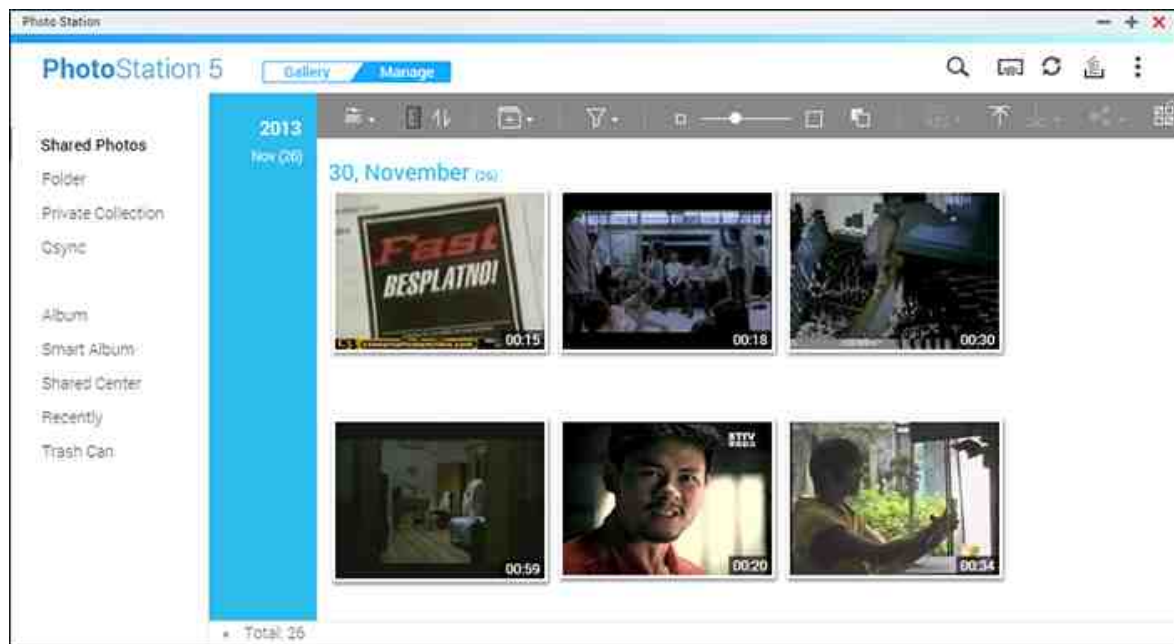 Photo Station
PhotoStation 5
Gallery
Manage
Shared Photos
Folder
Private Collection
Qsync
Album
Smart Album
Shared Center
Recently
Trash Can
2013
Nov (26)
30, November (26)
Fast
BESPLATNO!
00:15
00:18
00:30
00:59
00:20
00:34
Total: 26